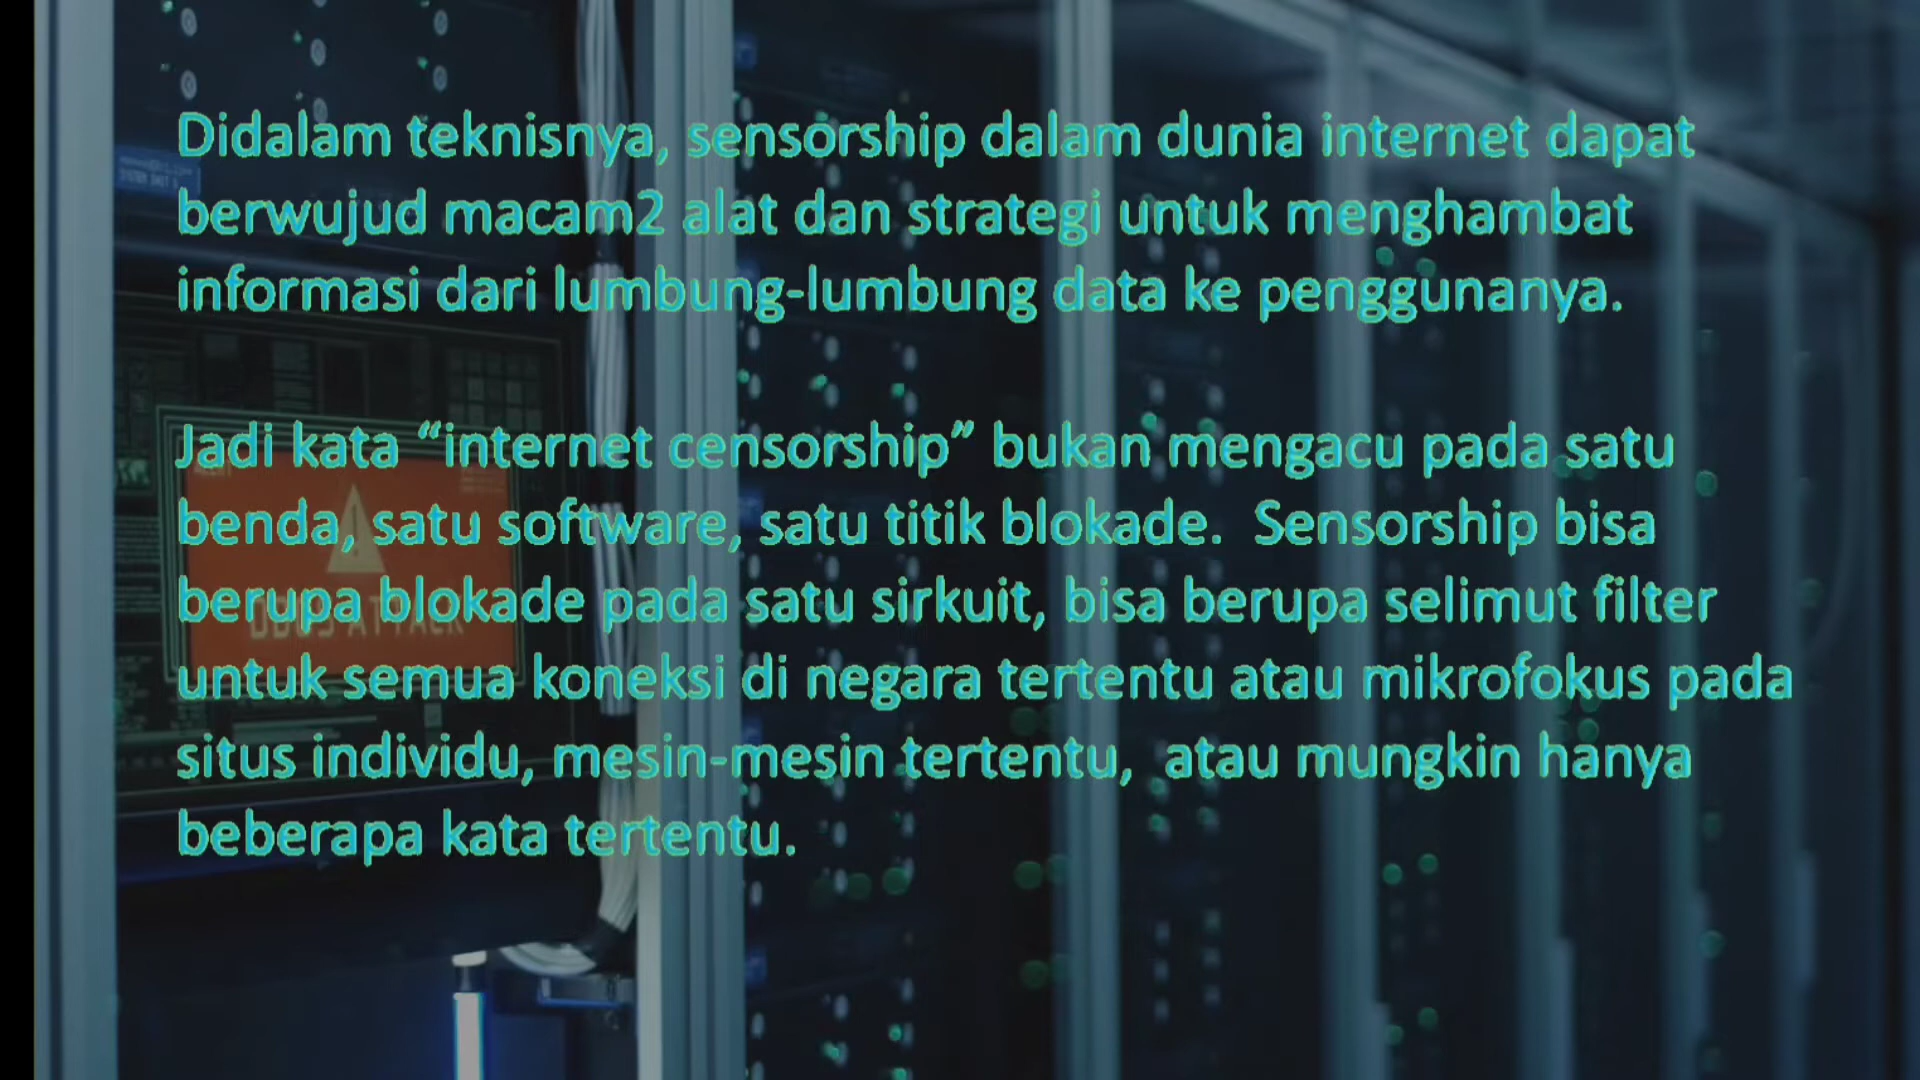 Didalam teknisnya, sensorship dalam dunia internet dapat
berwujud macam2 alat dan strategi untuk menghambat
informasi dari lumbung-lumbung data ke penggunanya.
Jadi kata “internet censorship” bukan mengacu pada satu
benda, satu software, satu titik blokade.  Sensorship bisa
berupa blokade pada satu sirkuit, bisa berupa selimut filter
untuk semua koneksi di negara tertentu atau mikrofokus pada
situs individu, mesin-mesin tertentu,  atau mungkin hanya
beberapa kata tertentu.
DDOS ATTACK